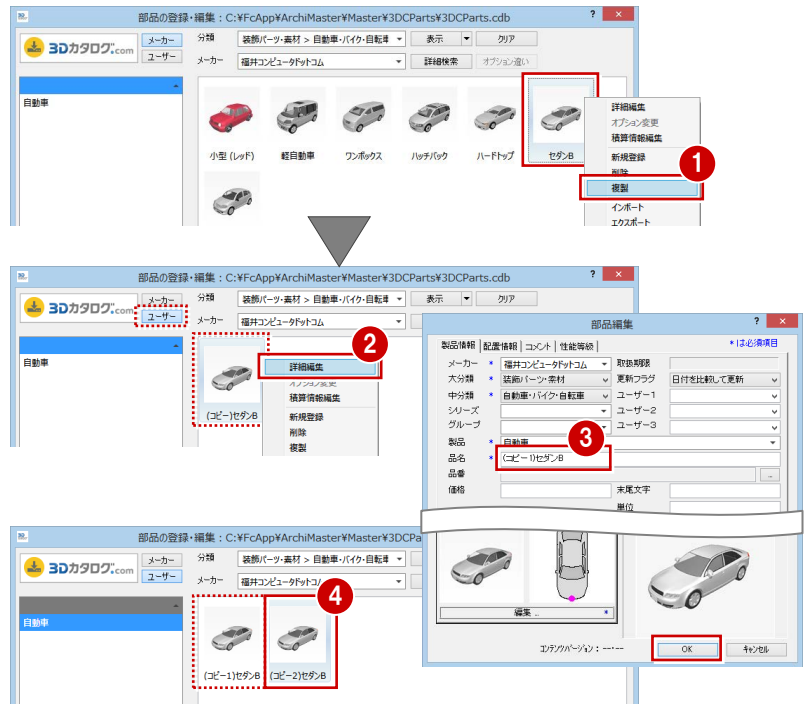 部品の登録・編集：C:¥FcApp¥ArchiMaster¥Master¥3DCParts¥3DCParts.cdb
? ×
3Dカタログ.com
メーカー
ユーザー
分類
装飾パーツ・素材 > 自動車・バイク・自転車
表示
クリア
メーカー
福井コンピュータドットコム
詳細検索
オプション違い
自動車
小型（レッド）
軽自動車
ワンボックス
ハッチバック
ハードトップ
セダンB
詳細編集
オプション変更
積算情報編集
新規登録
削除
複製
インポート
エクスポート
1
部品の登録・編集：C:¥FcApp¥ArchiMaster¥Master¥3DCParts¥3DCParts.cdb
? ×
3Dカタログ.com
メーカー
ユーザー
分類
装飾パーツ・素材 > 自動車・バイク・自転車
表示
クリア
メーカー
福井コンピュータドットコム
自動車
(コピー)セダンB
2
詳細編集
オプション変更
積算情報編集
新規登録
削除
複製
部品編集
? ×
製品情報
配置情報
コメント
性能等級
* は必須項目
メーカー * 福井コンピュータドットコム
取扱期限
大分類 * 装飾パーツ・素材
更新フラグ 日付を比較して更新
中分類 * 自動車・バイク・自転車
ユーザー1
シリーズ
ユーザー2
グループ
ユーザー3
製品 * 自動車
3
品名 * (コピー1)セダンB
品番
...
価格
末尾文字
単位
編集 .. *
コンテンツバージョン：--.--
OK
キャンセル
部品の登録・編集：C:¥FcApp¥ArchiMaster¥Master¥3DCPa
3Dカタログ.com
メーカー
ユーザー
分類
装飾パーツ・素材 > 自動車・バイク・自転車
メーカー
福井コンピュータドットコム
自動車
4
(コピー1)セダンB
(コピー2)セダンB